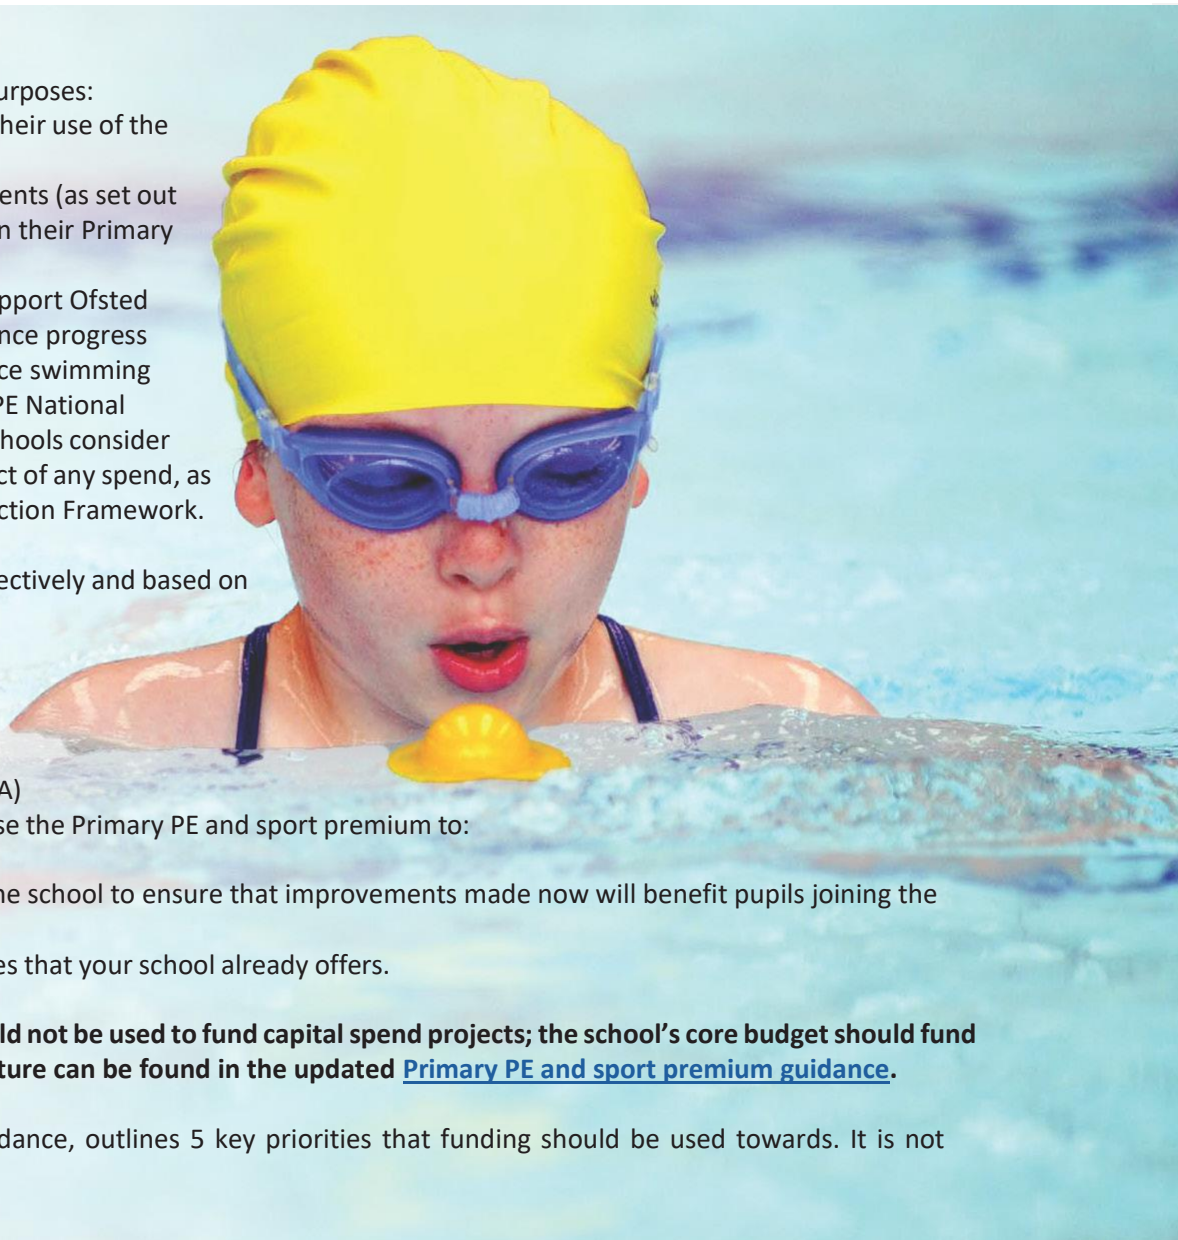 urposes:
heir use of the
ents (as set out
n their Primary
pport Ofsted
nce progress
ce swimming
PE National
hools consider
ct of any spend, as
ction Framework.
ectively and based on
A)
se the Primary PE and sport premium to:
he school to ensure that improvements made now will benefit pupils joining the
es that your school already offers.
ld not be used to fund capital spend projects; the school’s core budget should fund
ture can be found in the updated Primary PE and sport premium guidance.
dance, outlines 5 key priorities that funding should be used towards. It is not